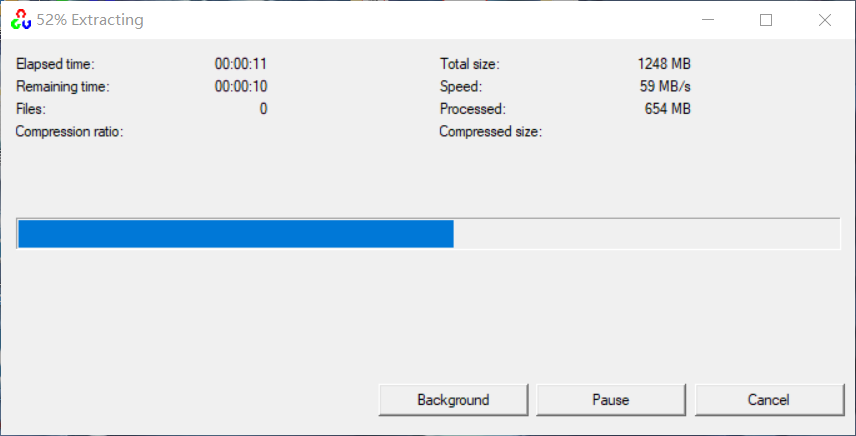 52% Extracting
Elapsed time: 00:00:11 Total size: 1248 MB
Remaining time: 00:00:10 Speed: 59 MB/s
Files: 0 Processed: 654 MB
Compression ratio: Compressed size:
Background Pause Cancel